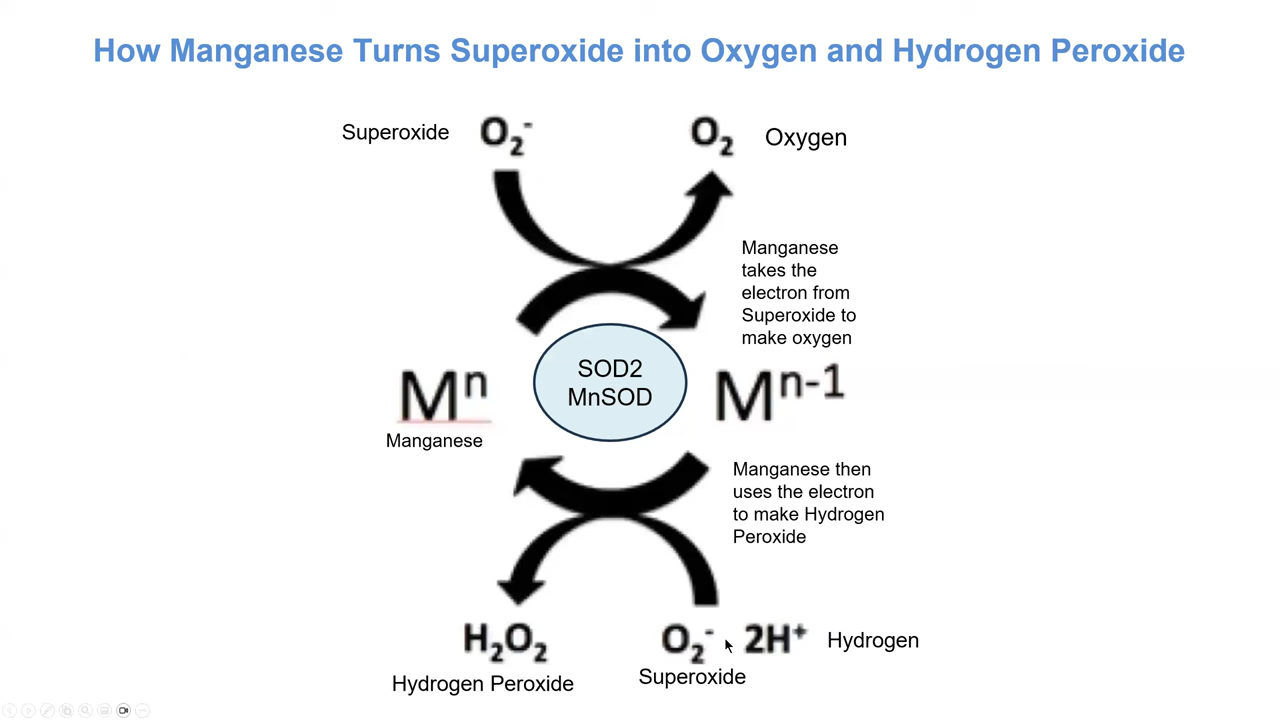 How Manganese Turns Superoxide into Oxygen and Hydrogen Peroxide
Superoxide O₂⁻ O₂ Oxygen
Manganese
takes the
electron from
Superoxide to
make oxygen
SOD2
MnSOD
Mⁿ Mⁿ⁻¹
Manganese
Manganese then
uses the electron
to make Hydrogen
Peroxide
H₂O₂ O₂⁻ 2H⁺ Hydrogen
Hydrogen Peroxide Superoxide